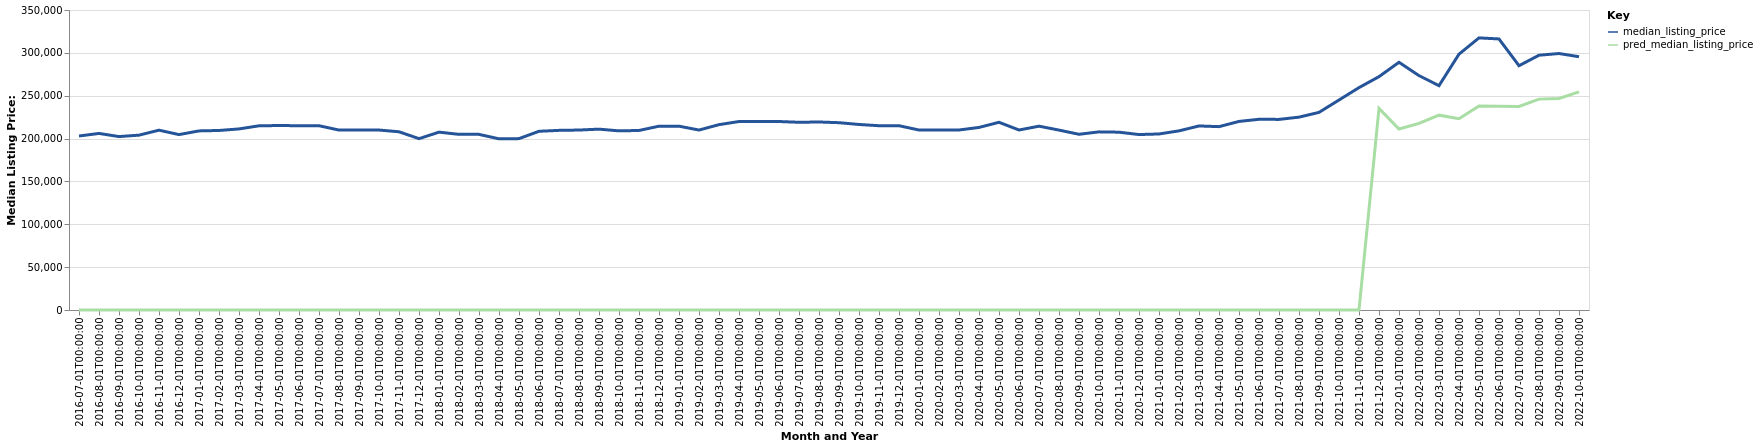 350,000
300,000
250,000
200,000
150,000
100,000
50,000
0
Median Listing Price:
2016-07-01T00:00:00
2016-08-01T00:00:00
2016-09-01T00:00:00
2016-10-01T00:00:00
2016-11-01T00:00:00
2016-12-01T00:00:00
2017-01-01T00:00:00
2017-02-01T00:00:00
2017-03-01T00:00:00
2017-04-01T00:00:00
2017-05-01T00:00:00
2017-06-01T00:00:00
2017-07-01T00:00:00
2017-08-01T00:00:00
2017-09-01T00:00:00
2017-10-01T00:00:00
2017-11-01T00:00:00
2017-12-01T00:00:00
2018-01-01T00:00:00
2018-02-01T00:00:00
2018-03-01T00:00:00
2018-04-01T00:00:00
2018-05-01T00:00:00
2018-06-01T00:00:00
2018-07-01T00:00:00
2018-08-01T00:00:00
2018-09-01T00:00:00
2018-10-01T00:00:00
2018-11-01T00:00:00
2018-12-01T00:00:00
2019-01-01T00:00:00
2019-02-01T00:00:00
2019-03-01T00:00:00
2019-04-01T00:00:00
2019-05-01T00:00:00
2019-06-01T00:00:00
2019-07-01T00:00:00
2019-08-01T00:00:00
2019-09-01T00:00:00
2019-10-01T00:00:00
2019-11-01T00:00:00
2019-12-01T00:00:00
2020-01-01T00:00:00
2020-02-01T00:00:00
2020-03-01T00:00:00
2020-04-01T00:00:00
2020-05-01T00:00:00
2020-06-01T00:00:00
2020-07-01T00:00:00
2020-08-01T00:00:00
2020-09-01T00:00:00
2020-10-01T00:00:00
2020-11-01T00:00:00
2020-12-01T00:00:00
2021-01-01T00:00:00
2021-02-01T00:00:00
2021-03-01T00:00:00
2021-04-01T00:00:00
2021-05-01T00:00:00
2021-06-01T00:00:00
2021-07-01T00:00:00
2021-08-01T00:00:00
2021-09-01T00:00:00
2021-10-01T00:00:00
2021-11-01T00:00:00
2021-12-01T00:00:00
2022-01-01T00:00:00
2022-02-01T00:00:00
2022-03-01T00:00:00
2022-04-01T00:00:00
2022-05-01T00:00:00
2022-06-01T00:00:00
2022-07-01T00:00:00
2022-08-01T00:00:00
2022-09-01T00:00:00
2022-10-01T00:00:00
Month and Year
Key
median_listing_price
pred_median_listing_price